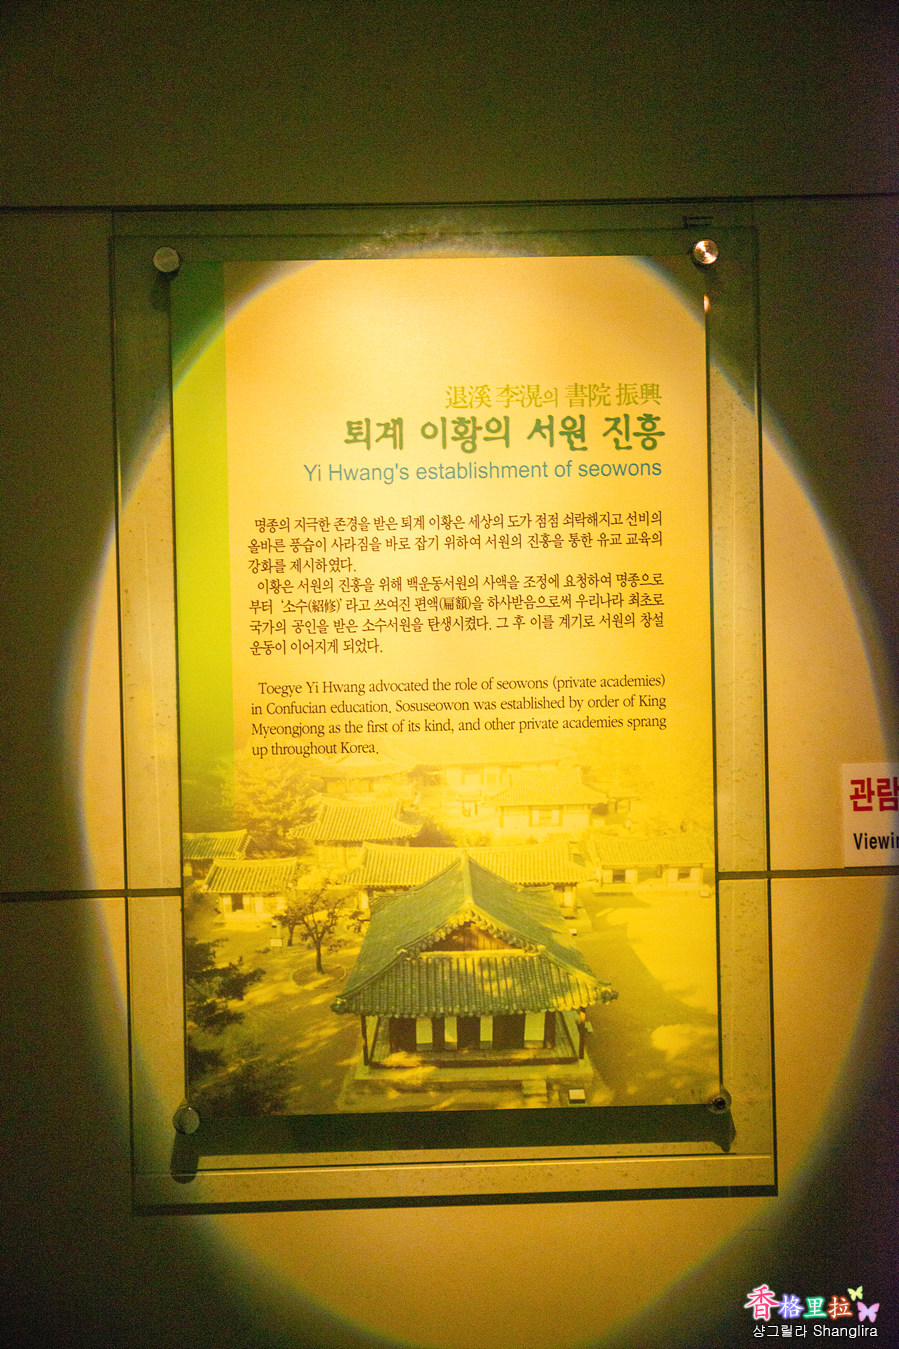 退溪 李滉의 書院 振興
퇴계 이황의 서원 진흥
Yi Hwang's establishment of seowons
명종의 지극한 존경을 받은 퇴계 이황은 세상의 도가 점점 쇠락해지고 선비의
올바른 풍습이 사라짐을 바로 잡기 위하여 서원의 진흥을 통한 유교 교육의
강화를 제시하였다.
이황은 서원의 진흥을 위해 백운동서원의 사액을 조정에 요청하여 명종으로
부터 '소수(紹修)' 라고 쓰여진 편액(扁額)을 하사받음으로써 우리나라 최초로
국가의 공인을 받은 소수서원을 탄생시켰다. 그 후 이를 계기로 서원의 창설
운동이 이어지게 되었다.
Toegye Yi Hwang advocated the role of seowons (private academies)
in Confucian education. Sosuseowon was established by order of King
Myeongjong as the first of its kind, and other private academies sprang
up throughout Korea.
관람
Viewin
香格里拉
샹그릴라 Shanglira